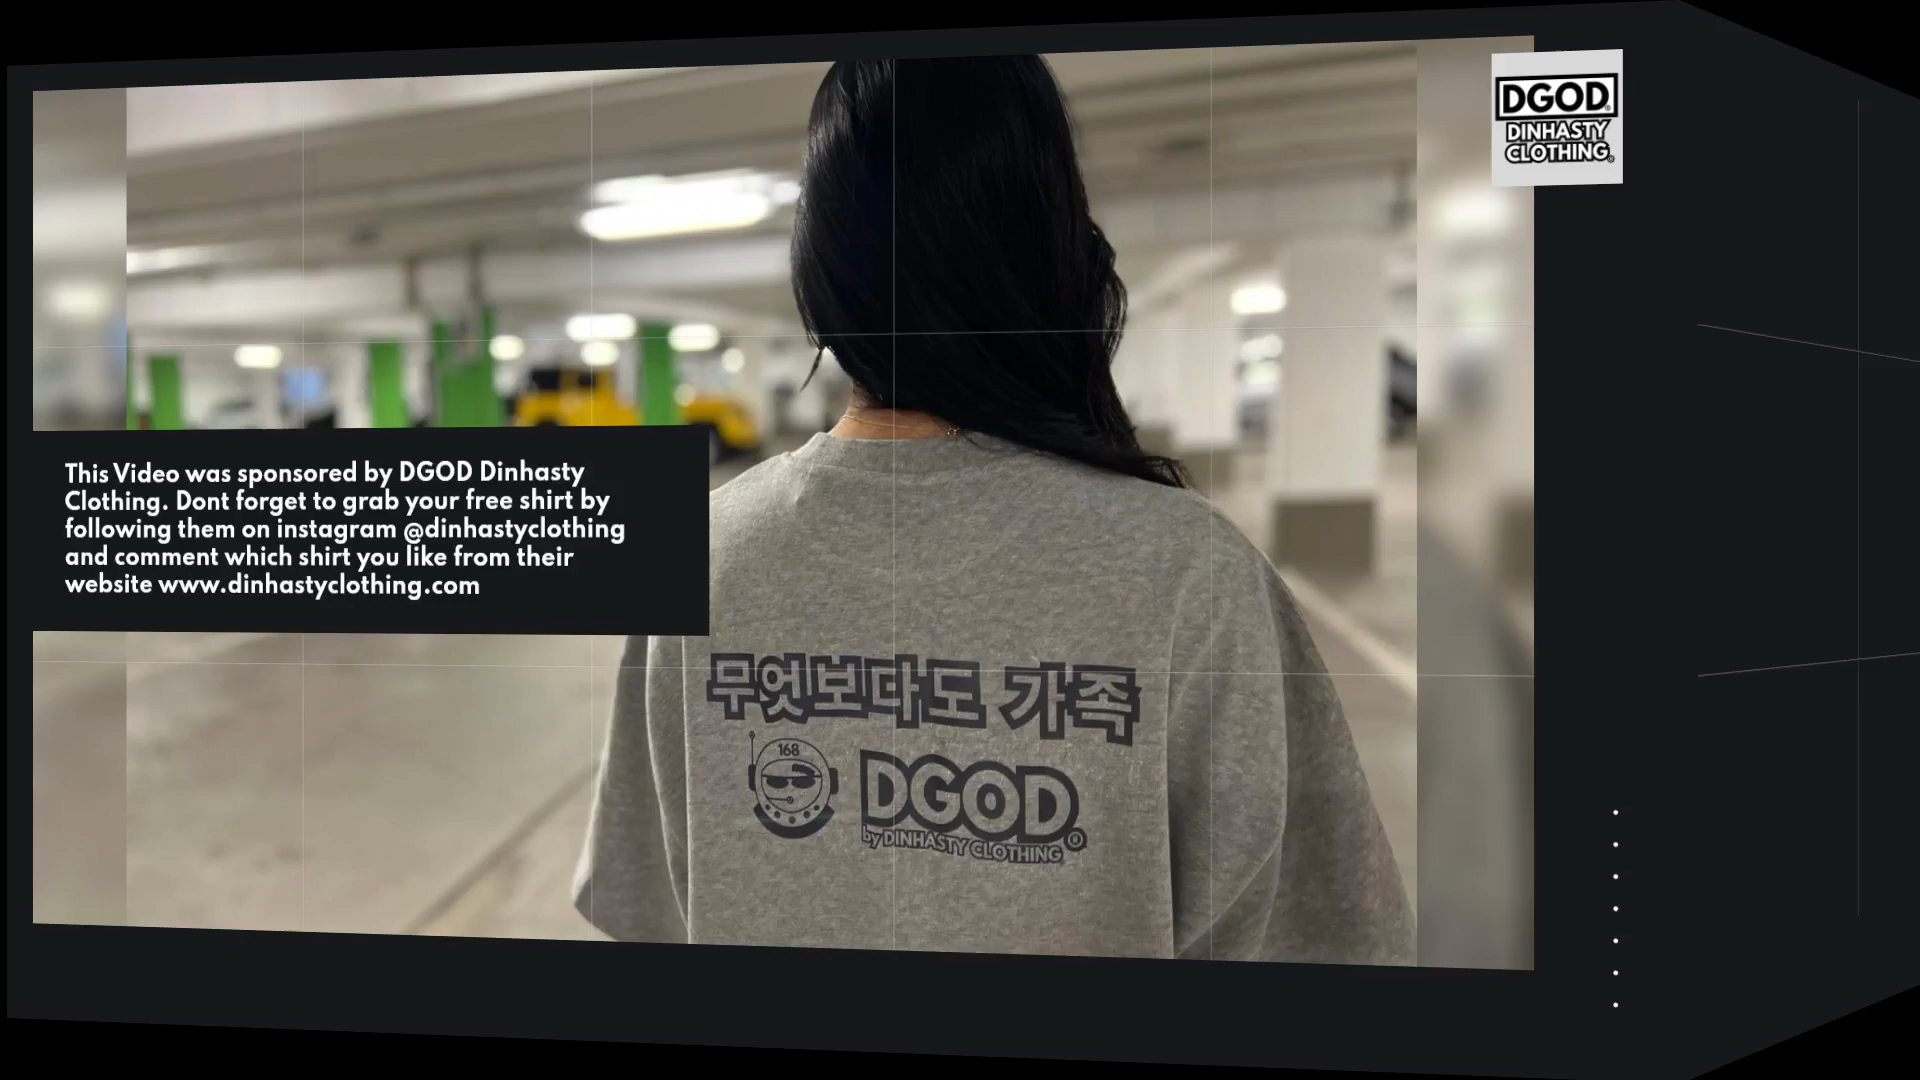 DGOD®
DINHASTY
CLOTHING®
This Video was sponsored by DGOD Dinhasty
Clothing. Dont forget to grab your free shirt by
following them on instagram @dinhastyclothing
and comment which shirt you like from their
website www.dinhastyclothing.com
무엇보다도 가족
168
DGOD®
by DINHASTY CLOTHING